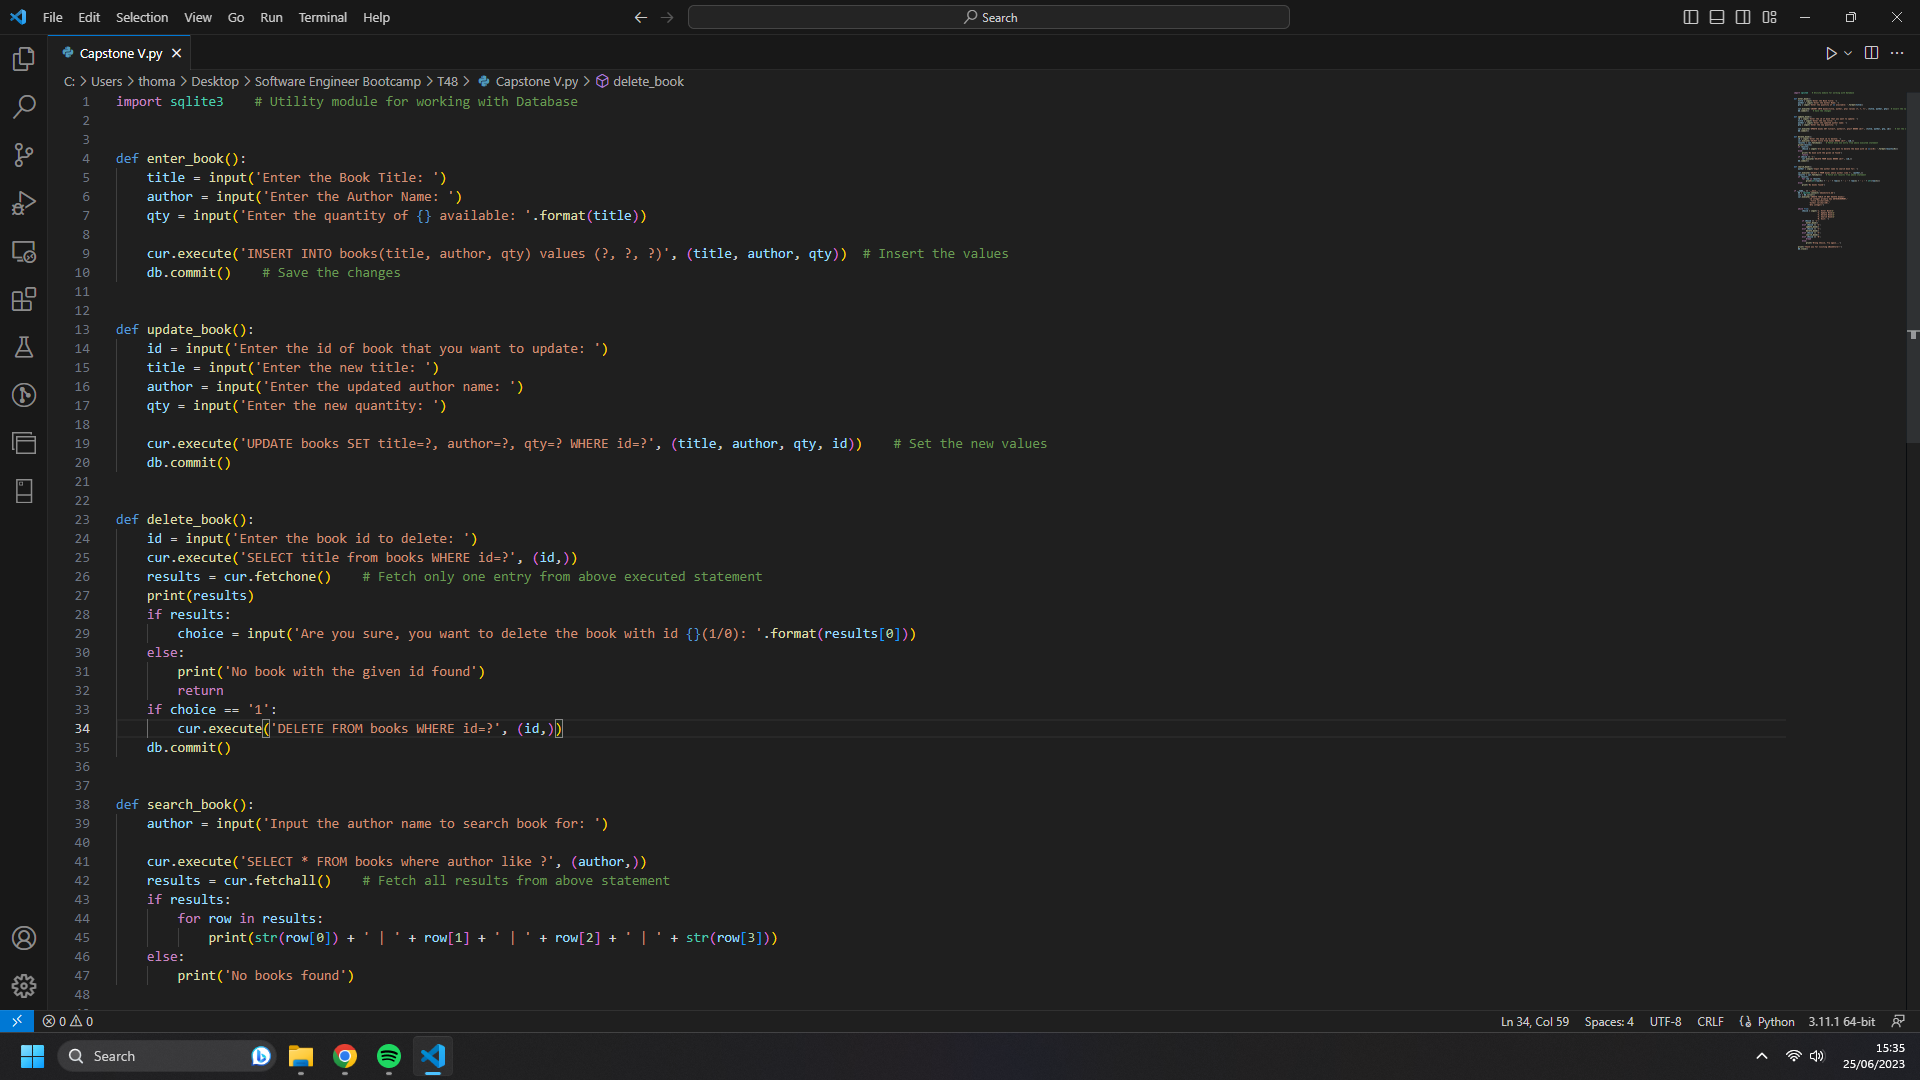 File Edit Selection View Go Run Terminal Help Search
Capstone V.py
C: > Users > thoma > Desktop > Software Engineer Bootcamp > T48 > Capstone V.py > delete_book
1 import sqlite3    # Utility module for working with Database
2
3
4 def enter_book():
5     title = input('Enter the Book Title: ')
6     author = input('Enter the Author Name: ')
7     qty = input('Enter the quantity of {} available: '.format(title))
8
9     cur.execute('INSERT INTO books(title, author, qty) values (?, ?, ?)', (title, author, qty))  # Insert the values
10     db.commit()    # Save the changes
11
12
13 def update_book():
14     id = input('Enter the id of book that you want to update: ')
15     title = input('Enter the new title: ')
16     author = input('Enter the updated author name: ')
17     qty = input('Enter the new quantity: ')
18
19     cur.execute('UPDATE books SET title=?, author=?, qty=? WHERE id=?', (title, author, qty, id))    # Set the new values
20     db.commit()
21
22
23 def delete_book():
24     id = input('Enter the book id to delete: ')
25     cur.execute('SELECT title from books WHERE id=?', (id,))
26     results = cur.fetchone()    # Fetch only one entry from above executed statement
27     print(results)
28     if results:
29         choice = input('Are you sure, you want to delete the book with id {}(1/0): '.format(results[0]))
30     else:
31         print('No book with the given id found')
32         return
33     if choice == '1':
34         cur.execute('DELETE FROM books WHERE id=?', (id,))
35     db.commit()
36
37
38 def search_book():
39     author = input('Input the author name to search book for: ')
40
41     cur.execute('SELECT * FROM books where author like ?', (author,))
42     results = cur.fetchall()    # Fetch all results from above statement
43     if results:
44         for row in results:
45             print(str(row[0]) + ' | ' + row[1] + ' | ' + row[2] + ' | ' + str(row[3]))
46     else:
47         print('No books found')
48
0 0 Ln 34, Col 59 Spaces: 4 UTF-8 CRLF Python 3.11.1 64-bit
Search 15:35
25/06/2023